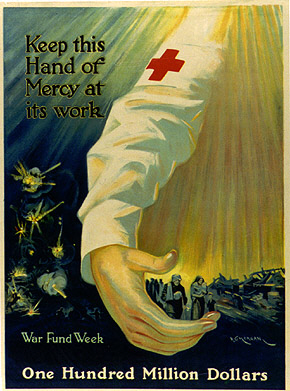 Keep this
Hand of
Mercy at
its work
War Fund Week
One Hundred Million Dollars